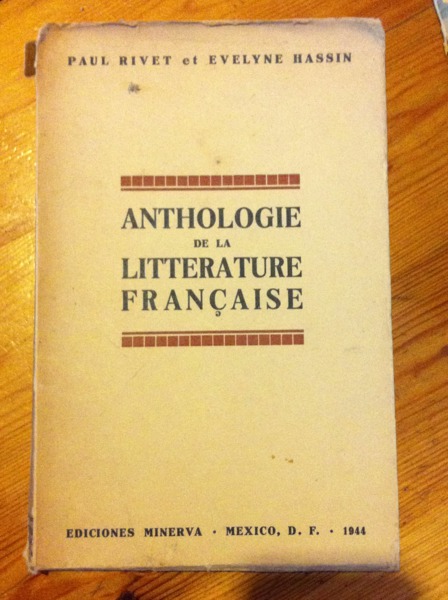 PAUL RIVET et EVELYNE HASSIN
ANTHOLOGIE
DE LA
LITTERATURE
FRANÇAISE
EDICIONES MINERVA · MEXICO, D. F. · 1944